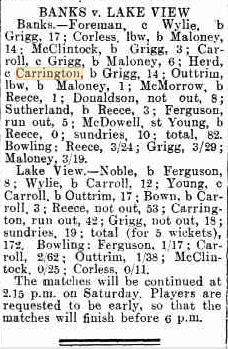 BANKS v. LAKE VIEW
Banks.—Foreman, c Wylie, b
Grigg, 17; Corless, lbw, b Maloney,
14; McClintock, b Grigg, 3; Car-
roll, c Grigg, b Maloney, 6; Herd,
c Carrington, b Grigg, 14; Outtrim,
lbw, b Maloney, 1; McMorrow, b
Reece, 1; Donaldson, not out, 8;
Sutherland, b Reece, 3; Ferguson,
run out, 5; McDowell, st Young, b
Reece, 0; sundries, 10; total, 82.
Bowling: Reece, 3/24; Grigg, 3/29;
Maloney, 3/19.
Lake View.—Noble, b Ferguson,
8; Wylie, b Carroll, 12; Young, c
Carroll, b Outtrim, 17; Bown, b Car-
roll, 3; Reece, not out, 53; Carring-
ton, run out, 42; Grigg, not out, 18;
sundries, 19; total (for 5 wickets),
172. Bowling: Ferguson, 1/17; Car-
roll, 2/62; Outtrim, 1/38; McClin-
tock, 0/25; Corless, 0/11.
The matches will be continued at
2.15 p.m. on Saturday. Players are
requested to be early, so that the
matches will finish before 6 p.m.